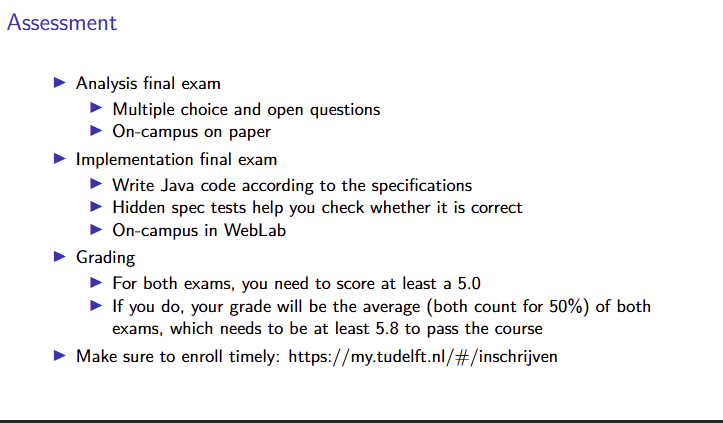 Assessment
Analysis final exam
Multiple choice and open questions
On-campus on paper
Implementation final exam
Write Java code according to the specifications
Hidden spec tests help you check whether it is correct
On-campus in WebLab
Grading
For both exams, you need to score at least a 5.0
If you do, your grade will be the average (both count for 50%) of both
exams, which needs to be at least 5.8 to pass the course
Make sure to enroll timely: https://my.tudelft.nl/#/inschrijven